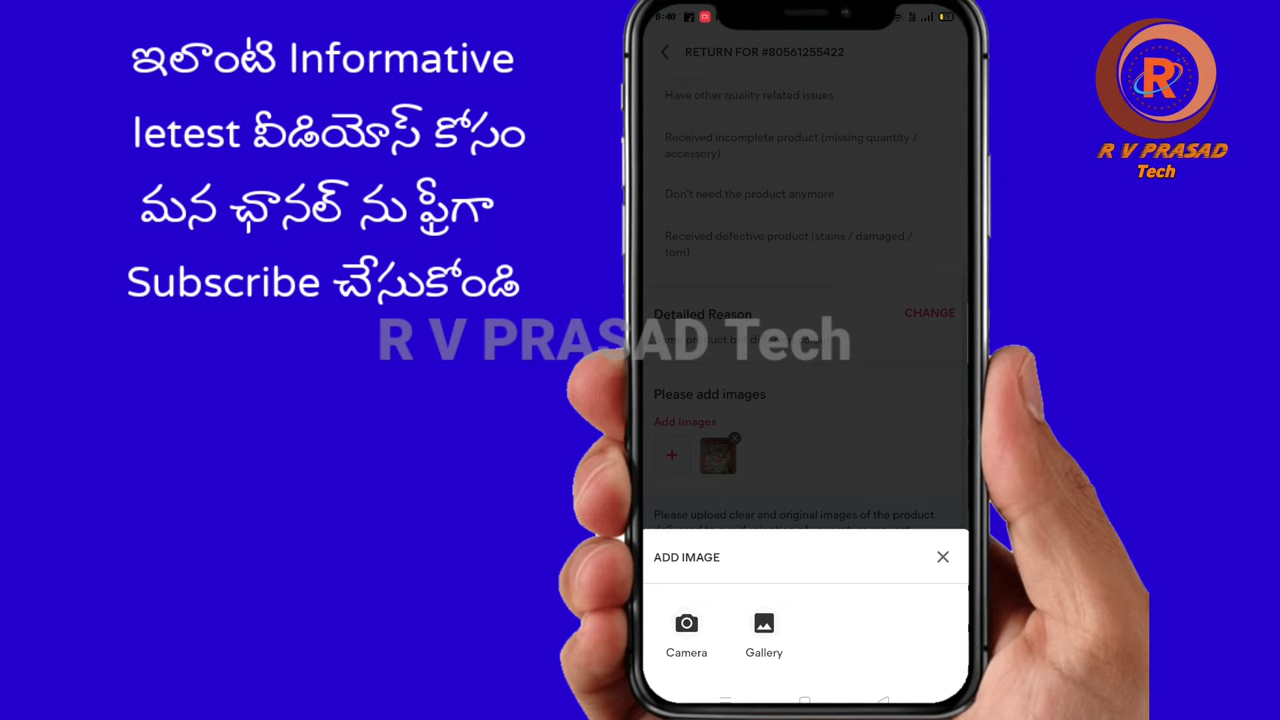 ఇలాంటి Informative
letest వీడియోస్ కోసం
మన ఛానల్ ను ఫ్రీగా
Subscribe చేసుకోండి
R V PRASAD Tech
R
R V PRASAD
Tech
6:40
RETURN FOR #80561255422
Have other quality related issues
Received incomplete product (missing quantity /
accessory)
Don't need the product anymore
Received defective product (stains / damaged /
torn)
Detailed Reason
CHANGE
Please add images
Add Images
+
Please upload clear and original images of the product
ADD IMAGE
Camera
Gallery